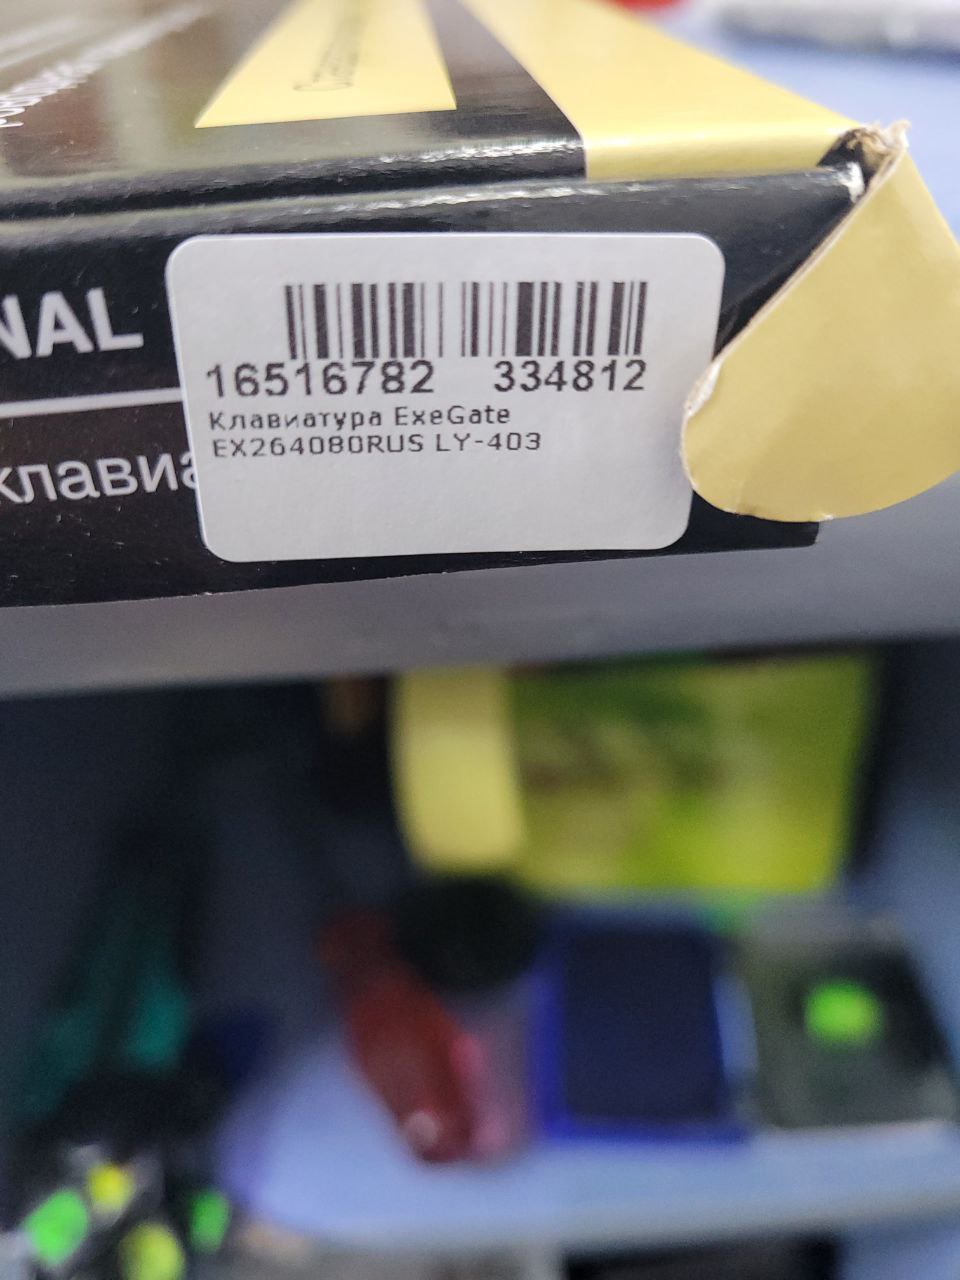 NAL
клавиа
16516782 334812
Клавиатура ExeGate
EX264080RUS LY-403